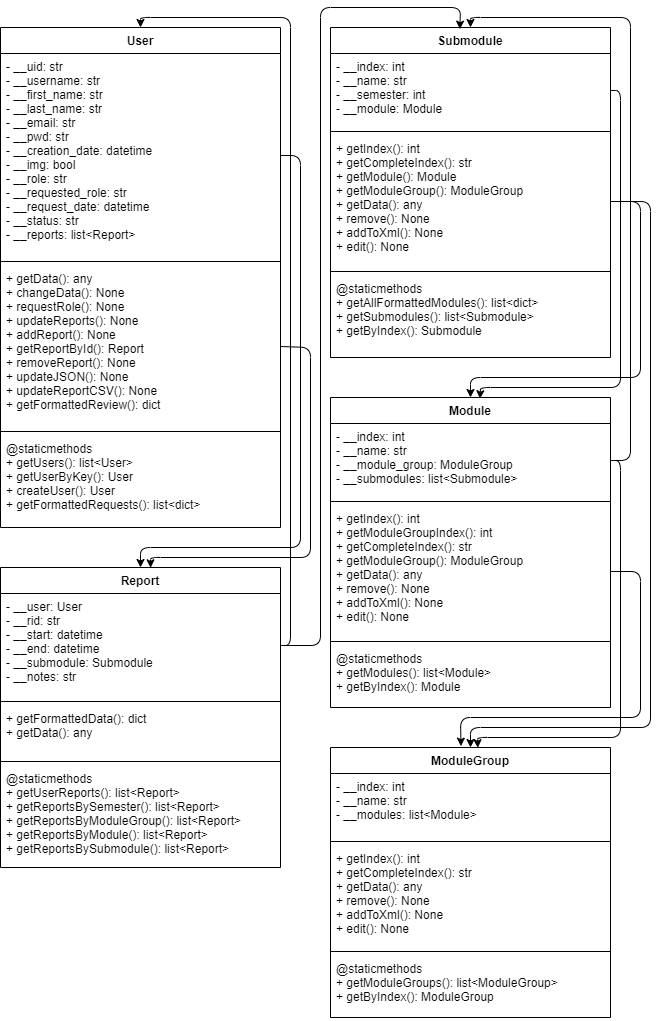 User
- __uid: str
- __username: str
- __first_name: str
- __last_name: str
- __email: str
- __pwd: str
- __creation_date: datetime
- __img: bool
- __role: str
- __requested_role: str
- __request_date: datetime
- __status: str
- __reports: list<Report>
+ getData(): any
+ changeData(): None
+ requestRole(): None
+ updateReports(): None
+ addReport(): None
+ getReportById(): Report
+ removeReport(): None
+ updateJSON(): None
+ updateReportCSV(): None
+ getFormattedReview(): dict
@staticmethods
+ getUsers(): list<User>
+ getUserByKey(): User
+ createUser(): User
+ getFormattedRequests(): list<dict>
Report
- __user: User
- __rid: str
- __start: datetime
- __end: datetime
- __submodule: Submodule
- __notes: str
+ getFormattedData(): dict
+ getData(): any
@staticmethods
+ getUserReports(): list<Report>
+ getReportsBySemester(): list<Report>
+ getReportsByModuleGroup(): list<Report>
+ getReportsByModule(): list<Report>
+ getReportsBySubmodule(): list<Report>
Submodule
- __index: int
- __name: str
- __semester: int
- __module: Module
+ getIndex(): int
+ getCompleteIndex(): str
+ getModule(): Module
+ getModuleGroup(): ModuleGroup
+ getData(): any
+ remove(): None
+ addToXml(): None
+ edit(): None
@staticmethods
+ getAllFormattedModules(): list<dict>
+ getSubmodules(): list<Submodule>
+ getByIndex(): Submodule
Module
- __index: int
- __name: str
- __module_group: ModuleGroup
- __submodules: list<Submodule>
+ getIndex(): int
+ getModuleGroupIndex(): int
+ getCompleteIndex(): str
+ getModuleGroup(): ModuleGroup
+ getData(): any
+ remove(): None
+ addToXml(): None
+ edit(): None
@staticmethods
+ getModules(): list<Module>
+ getByIndex(): Module
ModuleGroup
- __index: int
- __name: str
- __modules: list<Module>
+ getIndex(): int
+ getCompleteIndex(): str
+ getData(): any
+ remove(): None
+ addToXml(): None
+ edit(): None
@staticmethods
+ getModuleGroups(): list<ModuleGroup>
+ getByIndex(): ModuleGroup